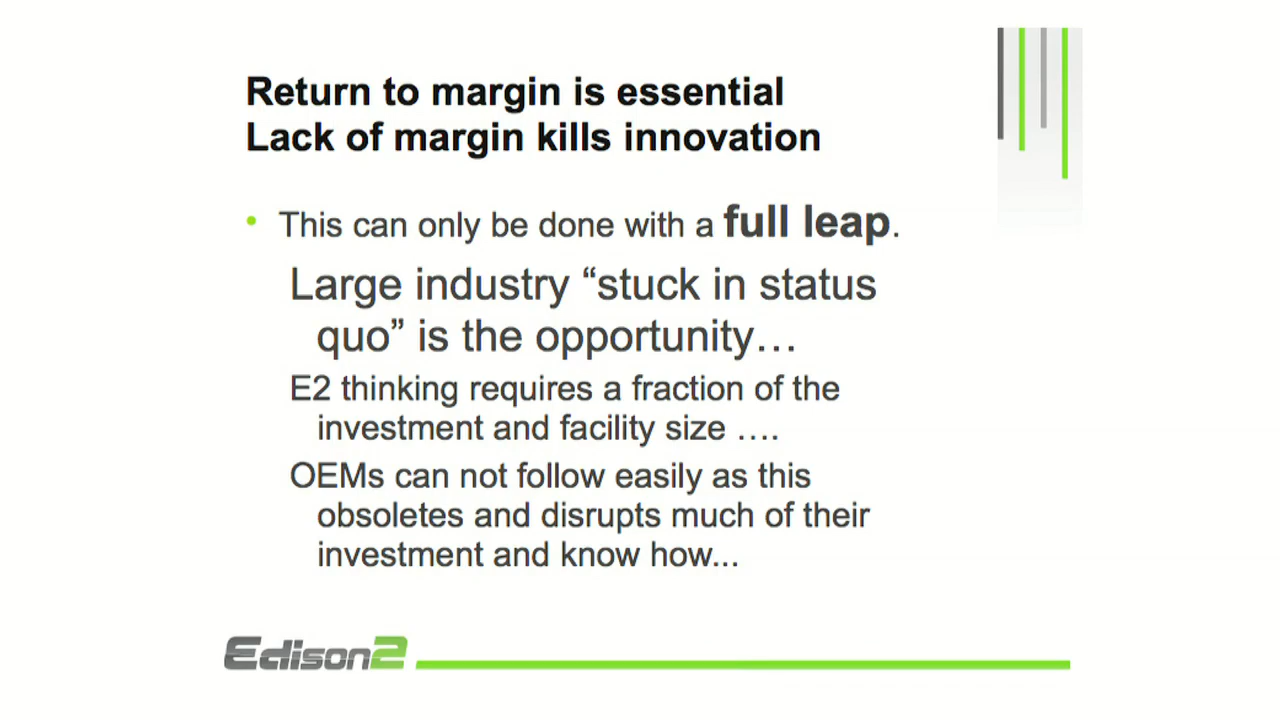 Return to margin is essential
Lack of margin kills innovation
• This can only be done with a full leap.
Large industry “stuck in status
quo” is the opportunity…
E2 thinking requires a fraction of the
investment and facility size ….
OEMs can not follow easily as this
obsoletes and disrupts much of their
investment and know how...
Edison2